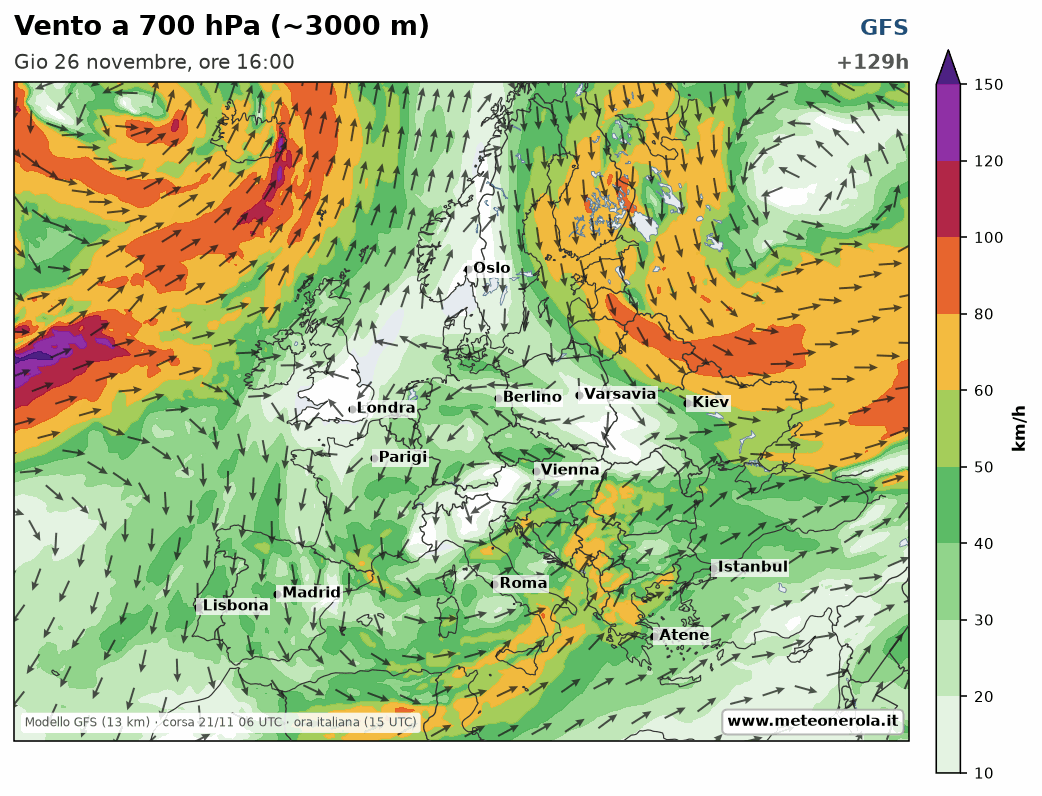 Vento a 700 hPa (~3000 m)
GFS
Gio 26 novembre, ore 16:00
+129h
150
120
100
80
60
50
40
30
20
10
km/h
Oslo
Londra
Berlino
Varsavia
Kiev
Parigi
Vienna
Istanbul
Roma
Madrid
Lisbona
Atene
Modello GFS (13 km) · corsa 21/11 06 UTC · ora italiana (15 UTC)
www.meteonerola.it